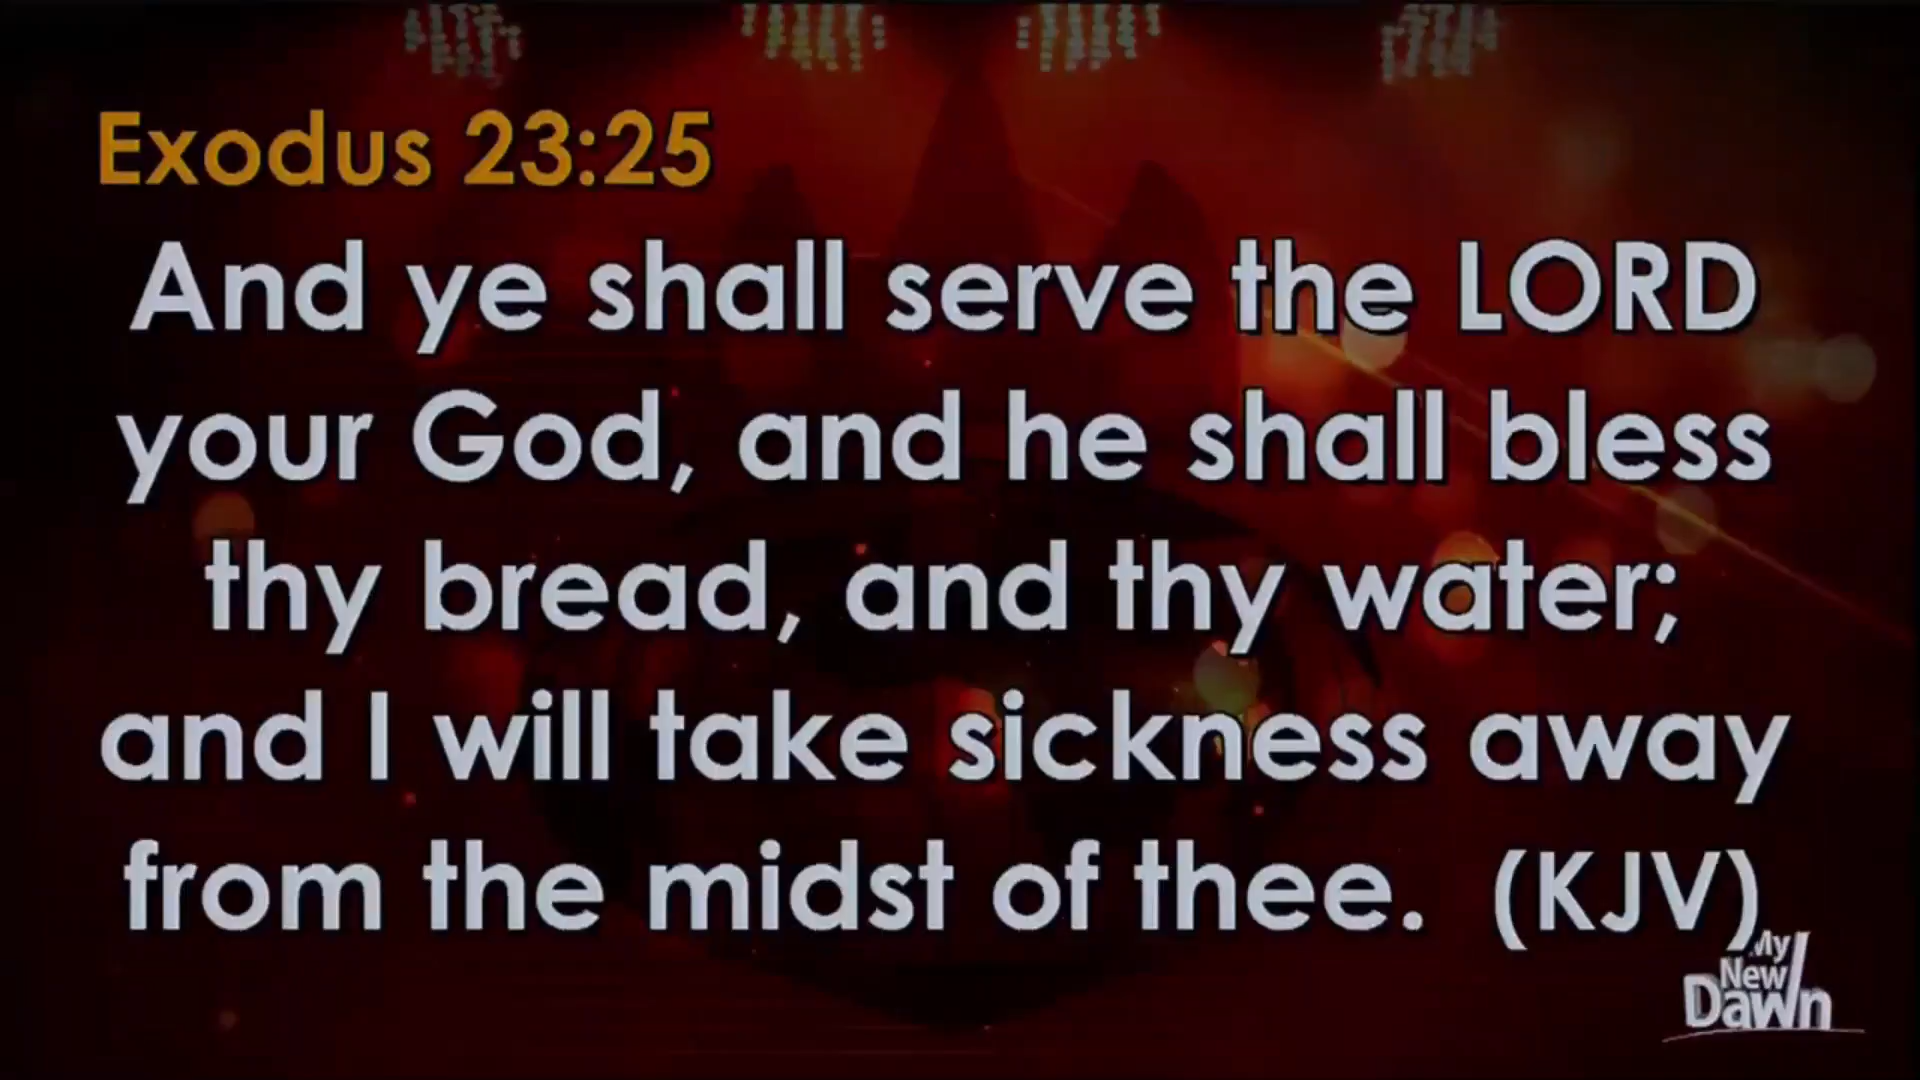 Exodus 23:25
And ye shall serve the LORD
your God, and he shall bless
thy bread, and thy water;
and I will take sickness away
from the midst of thee. (KJV)
My
New
Dawn